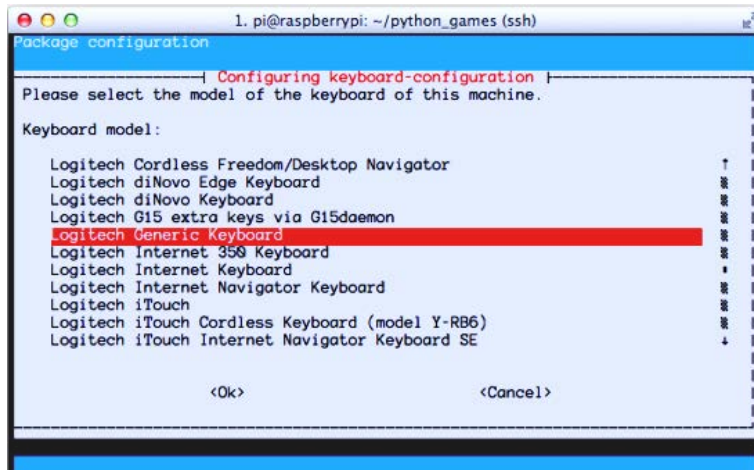 1. pi@raspberrypi: ~/python_games (ssh)
Package configuration
Configuring keyboard-configuration
Please select the model of the keyboard of this machine.
Keyboard model:
Logitech Cordless Freedom/Desktop Navigator
Logitech diNovo Edge Keyboard
Logitech diNovo Keyboard
Logitech G15 extra keys via G15daemon
Logitech Generic Keyboard
Logitech Internet 350 Keyboard
Logitech Internet Keyboard
Logitech Internet Navigator Keyboard
Logitech iTouch
Logitech iTouch Cordless Keyboard (model Y-RB6)
Logitech iTouch Internet Navigator Keyboard SE
<Ok> <Cancel>